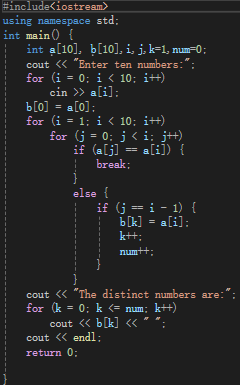 #include<iostream>
using namespace std;
int main() {
    int a[10], b[10],i,j,k=1,num=0;
    cout << "Enter ten numbers:";
    for (i = 0; i < 10; i++)
        cin >> a[i];
    b[0] = a[0];
    for (i = 1; i < 10; i++)
        for (j = 0; j < i; j++)
            if (a[j] == a[i]) {
                break;
            }
            else {
                if (j == i - 1) {
                    b[k] = a[i];
                    k++;
                    num++;
                }
            }
    cout << "The distinct numbers are:";
    for (k = 0; k <= num; k++)
        cout << b[k] << " ";
    cout << endl;
    return 0;
}